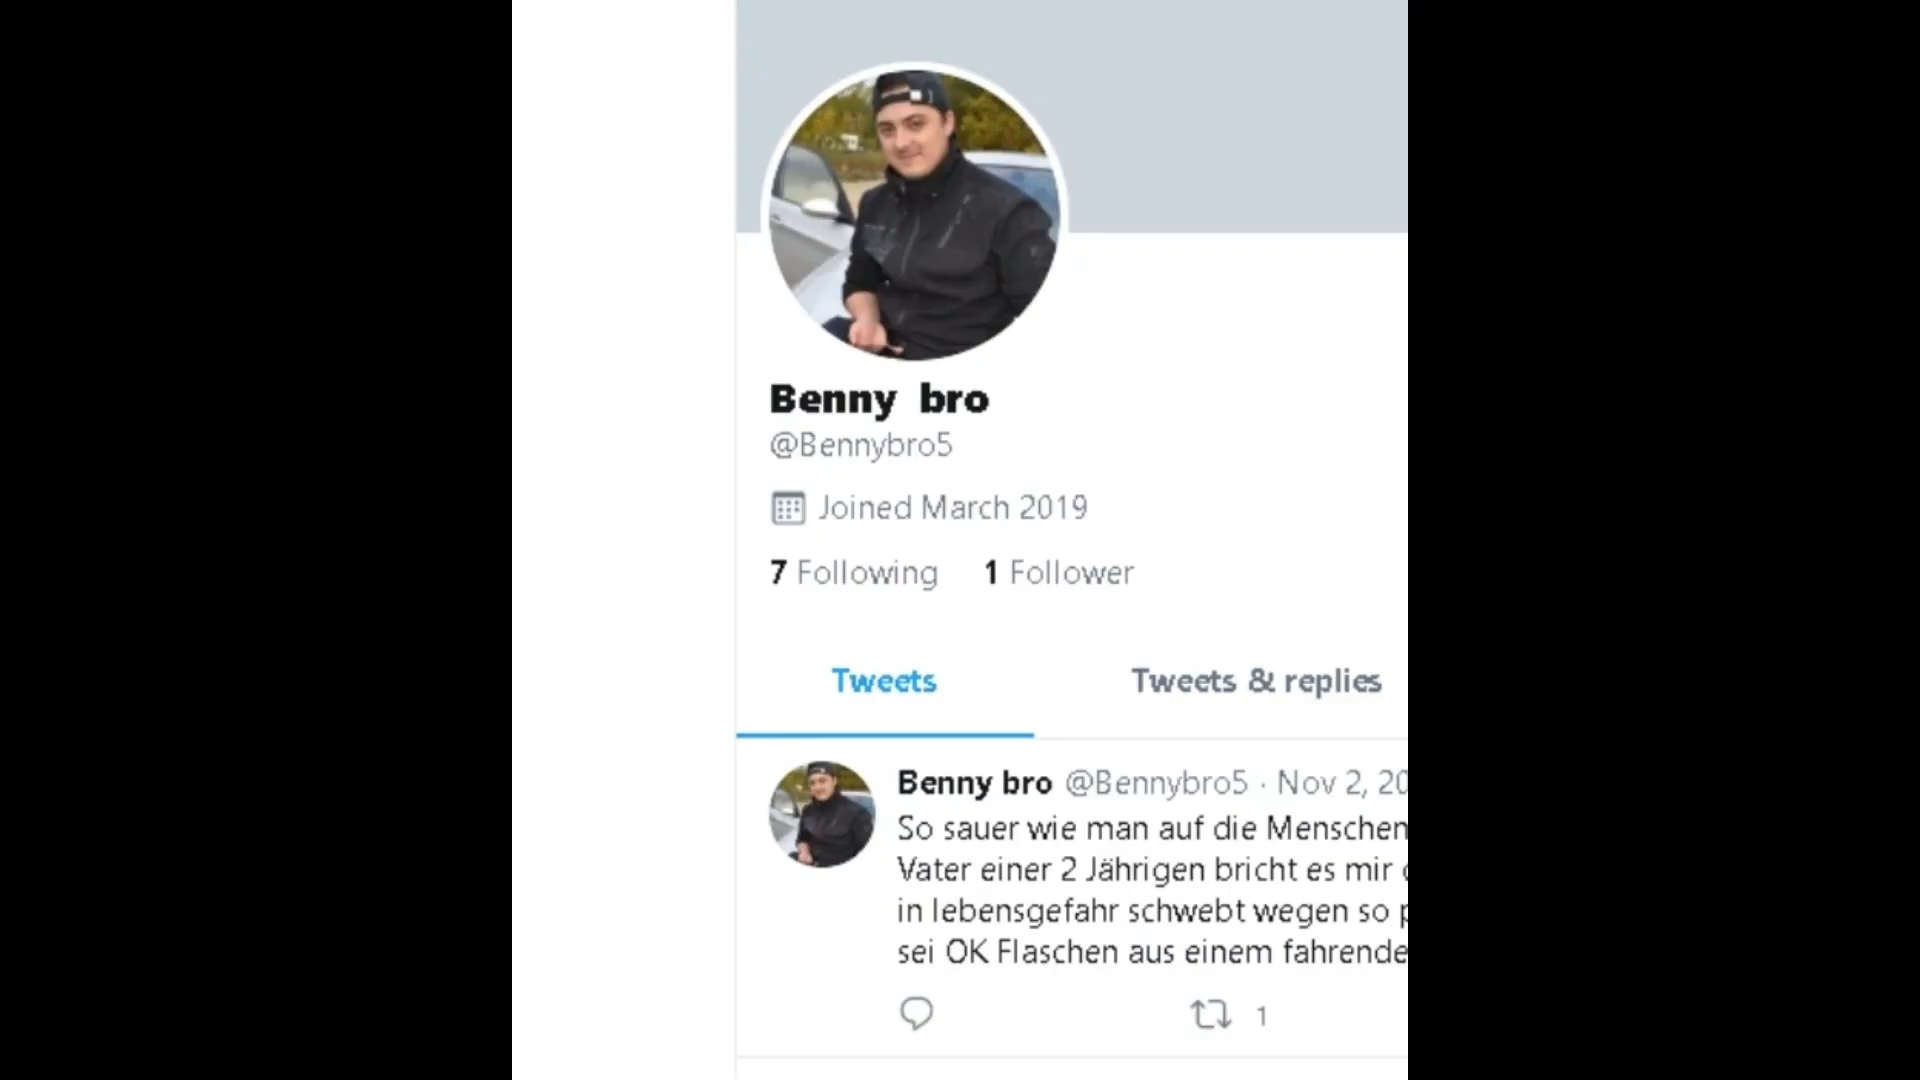 Benny bro
@Bennybro5
Joined March 2019
7 Following 1 Follower
Tweets Tweets & replies
Benny bro @Bennybro5 · Nov 2, 20
So sauer wie man auf die Menschen
Vater einer 2 Jährigen bricht es mir
in lebensgefahr schwebt wegen so
sei OK Flaschen aus einem fahrende
1